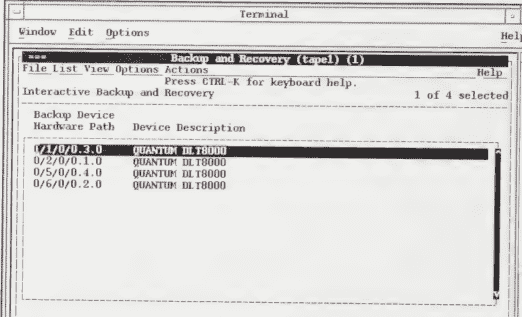 Terminal
Window Edit Options Help
Backup and Recovery (tape1) (1)
File List View Options Actions Help
Press CTRL-K for keyboard help.
Interactive Backup and Recovery 1 of 4 selected
Backup Device
Hardware Path Device Description
0/1/0/0.3.0 QUANTUM DLT8000
0/2/0/0.1.0 QUANTUM DLT8000
0/5/0/0.4.0 QUANTUM DLT8000
0/6/0/0.2.0 QUANTUM DLT8000